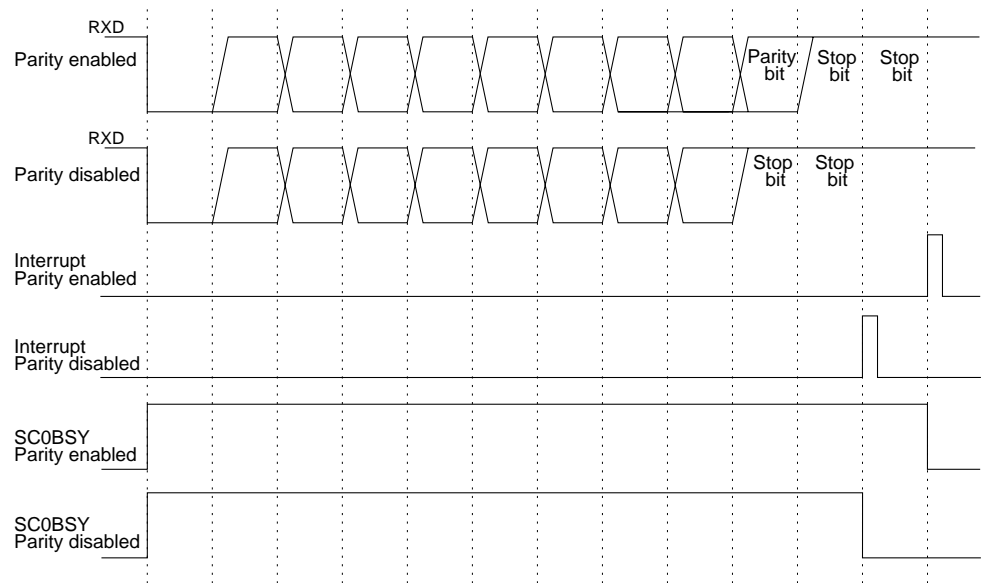 RXD
Parity enabled
Parity bit
Stop bit
Stop bit
RXD
Parity disabled
Stop bit
Stop bit
Interrupt
Parity enabled
Interrupt
Parity disabled
SC0BSY
Parity enabled
SC0BSY
Parity disabled